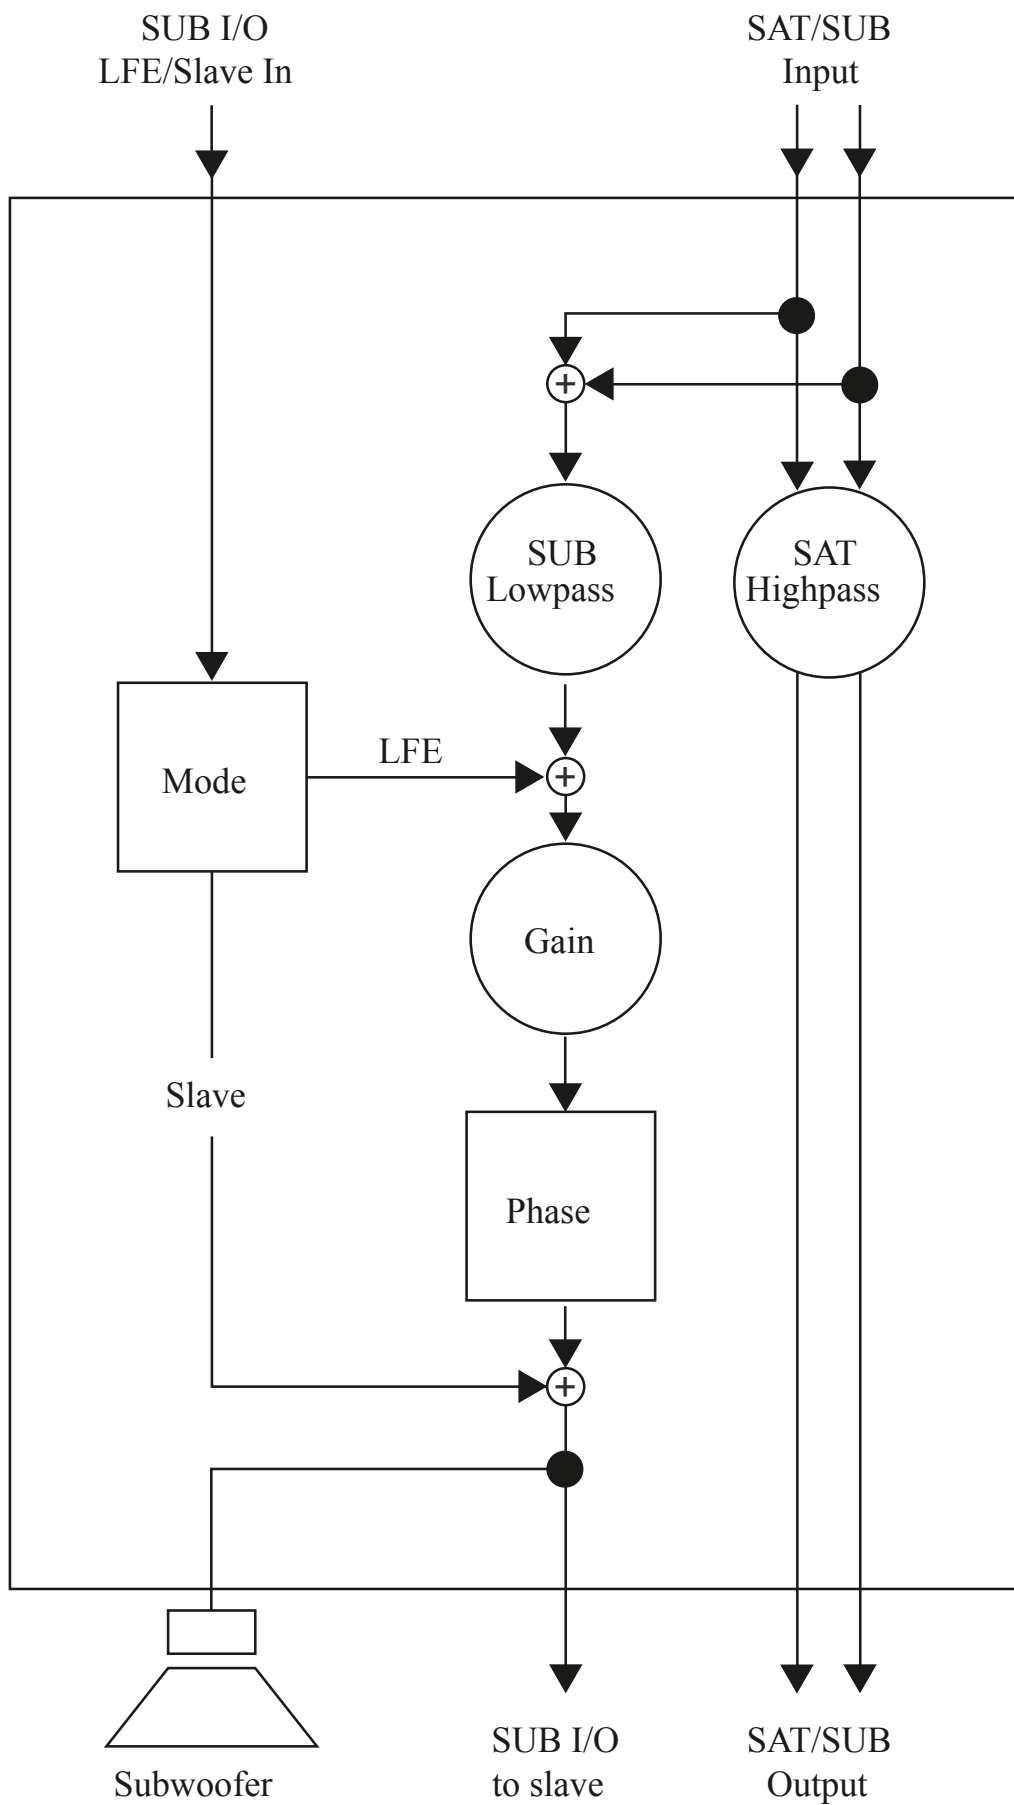 SUB I/O
LFE/Slave In
SAT/SUB
Input
+
SUB
Lowpass
SAT
Highpass
Mode
LFE
+
Gain
Slave
Phase
+
Subwoofer
SUB I/O
to slave
SAT/SUB
Output